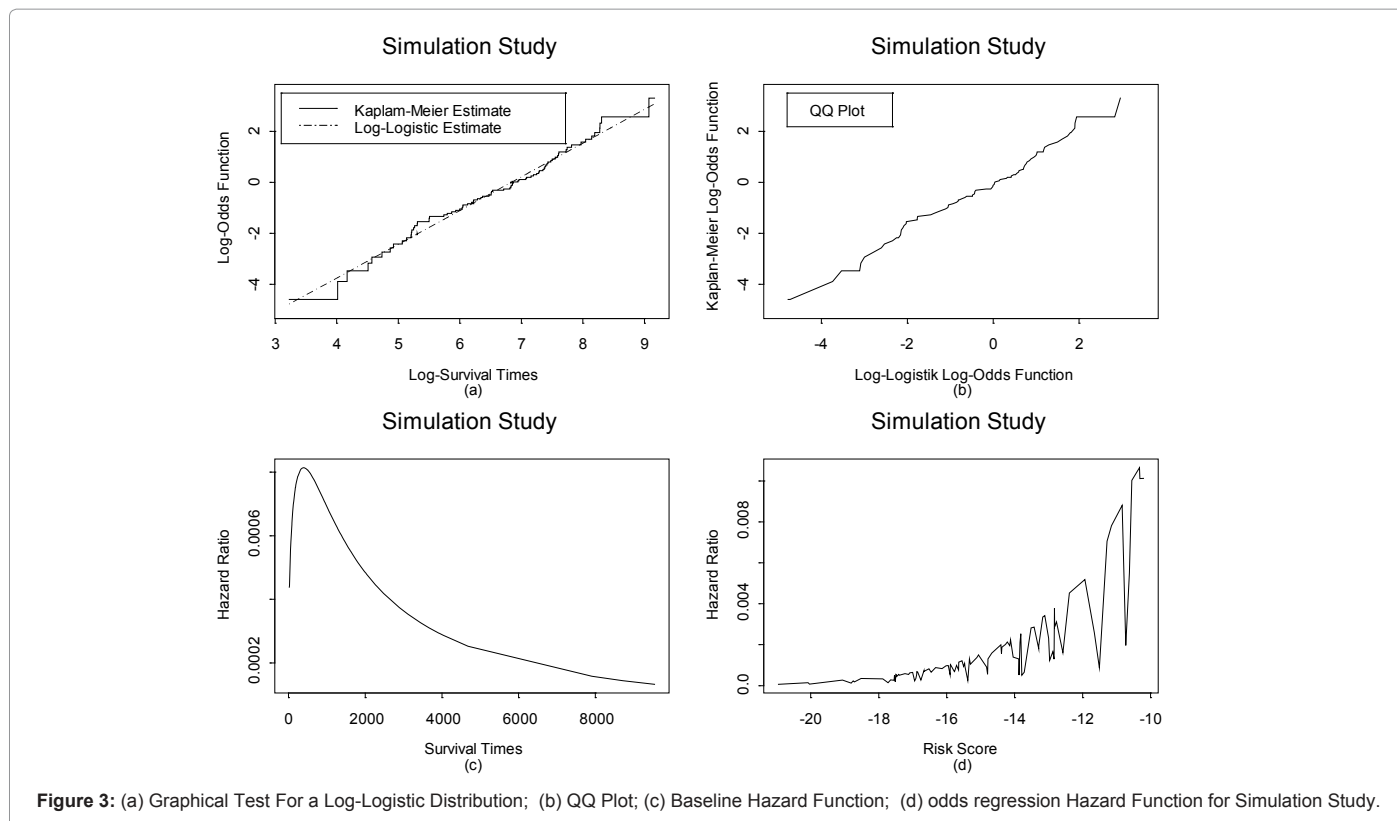 Simulation Study
Kaplam-Meier Estimate
Log-Logistic Estimate
Log-Odds Function
2
0
-2
-4
3 4 5 6 7 8 9
Log-Survival Times
(a)
Simulation Study
QQ Plot
Kaplan-Meier Log-Odds Function
2
0
-2
-4
-4 -2 0 2
Log-Logistik Log-Odds Function
(b)
Simulation Study
Hazard Ratio
0.0006
0.0002
0 2000 4000 6000 8000
Survival Times
(c)
Simulation Study
Hazard Ratio
0.008
0.004
0.0
-20 -18 -16 -14 -12 -10
Risk Score
(d)
Figure 3: (a) Graphical Test For a Log-Logistic Distribution; (b) QQ Plot; (c) Baseline Hazard Function; (d) odds regression Hazard Function for Simulation Study.